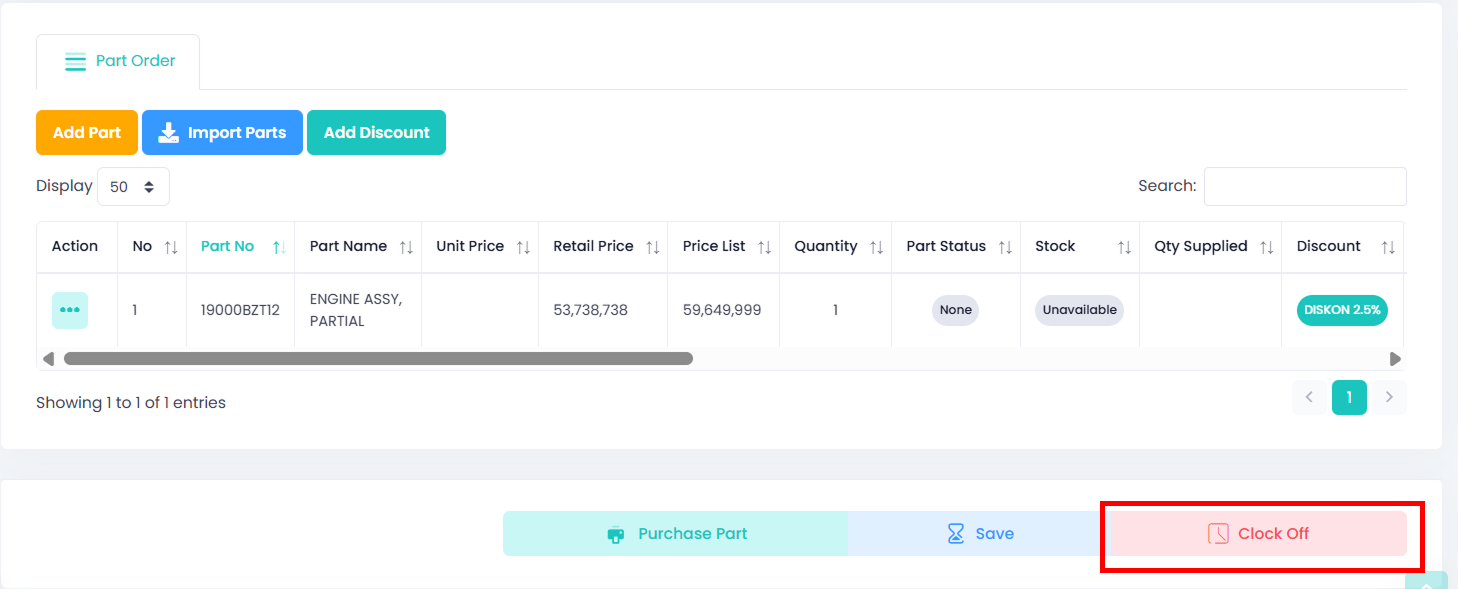 Part Order
Add Part Import Parts Add Discount
Display 50 Search:
Action No Part No Part Name Unit Price Retail Price Price List Quantity Part Status Stock Qty Supplied Discount
1 19000BZT12 ENGINE ASSY, 53,738,738 59,649,999 1 None Unavailable DISKON 2.5%
PARTIAL
Showing 1 to 1 of 1 entries 1
Purchase Part Save Clock Off